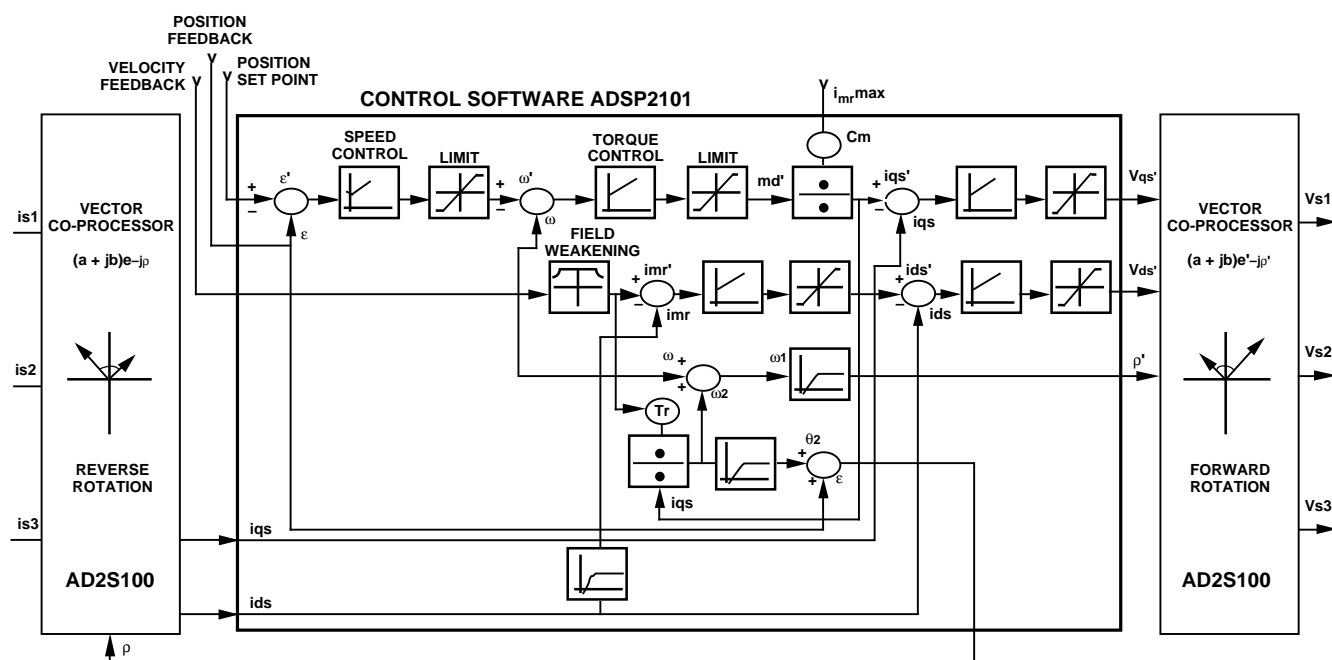 POSITION
FEEDBACK
VELOCITY
FEEDBACK
POSITION
SET POINT
CONTROL SOFTWARE ADSP2101
imrmax
Cm
SPEED
CONTROL
LIMIT
TORQUE
CONTROL
LIMIT
ε'
+
−
ε
ω'
+
−
ω
md'
iqs'
+
−
iqs
Vqs'
FIELD
WEAKENING
imr'
+
−
imr
ids'
+
−
ids
Vds'
ω
+
+
ω2
ω1
ρ'
Tr
θ2
+
+
ε
iqs
iqs
ids
is1
is2
is3
VECTOR
CO-PROCESSOR
(a + jb)e−jρ
REVERSE
ROTATION
AD2S100
ρ
VECTOR
CO-PROCESSOR
(a + jb)e'−jρ'
FORWARD
ROTATION
AD2S100
Vs1
Vs2
Vs3